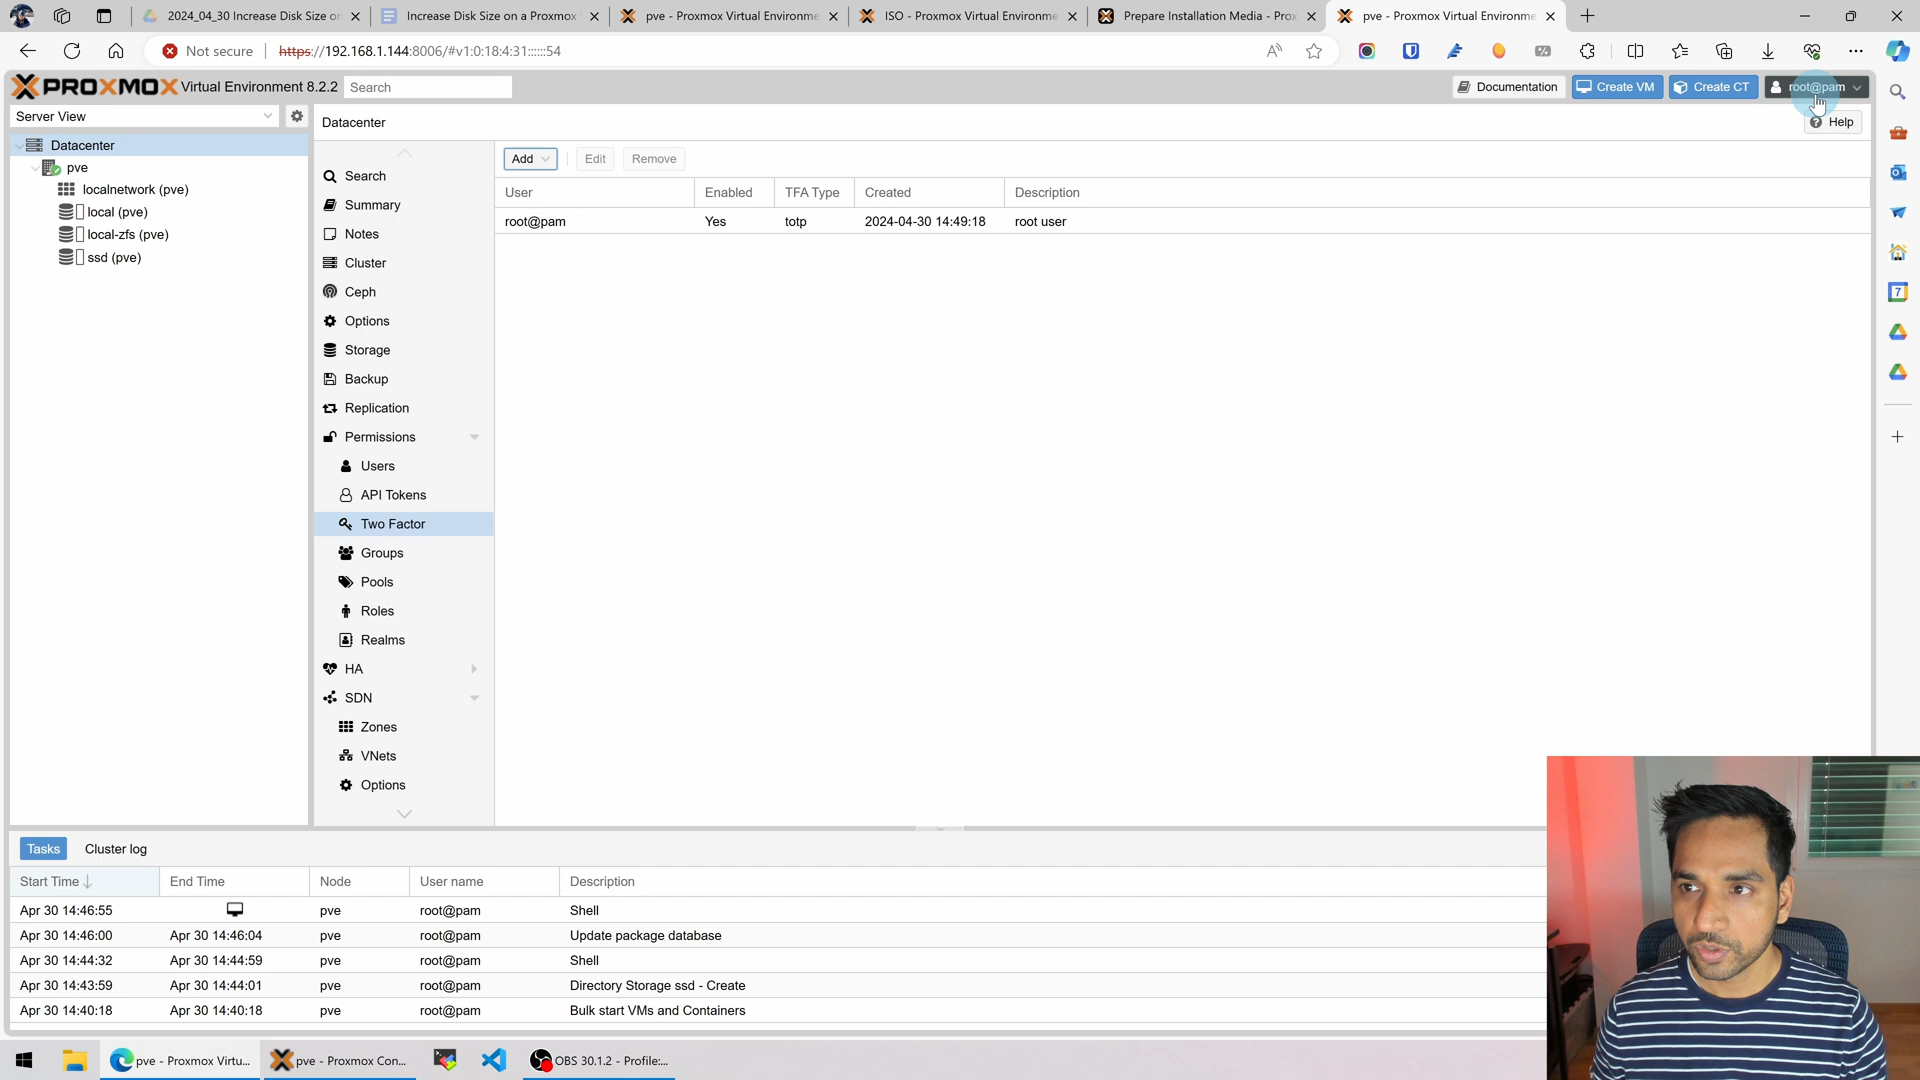 2024_04_30 Increase Disk Size or
Increase Disk Size on a Proxmox
pve - Proxmox Virtual Environme
ISO - Proxmox Virtual Environme
Prepare Installation Media - Prox
pve - Proxmox Virtual Environme
Not secure
https://192.168.1.144:8006/#v1:0:18:4:31::::::54
PROXMOX Virtual Environment 8.2.2
Search
Documentation
Create VM
Create CT
root@pam
Server View
Datacenter
Help
Datacenter
pve
localnetwork (pve)
local (pve)
local-zfs (pve)
ssd (pve)
Search
Summary
Notes
Cluster
Ceph
Options
Storage
Backup
Replication
Permissions
Users
API Tokens
Two Factor
Groups
Pools
Roles
Realms
HA
SDN
Zones
VNets
Options
Add
Edit
Remove
User Enabled TFA Type Created Description
root@pam Yes totp 2024-04-30 14:49:18 root user
7
Tasks
Cluster log
Start Time End Time Node User name Description
Apr 30 14:46:55 pve root@pam Shell
Apr 30 14:46:00 Apr 30 14:46:04 pve root@pam Update package database
Apr 30 14:44:32 Apr 30 14:44:59 pve root@pam Shell
Apr 30 14:43:59 Apr 30 14:44:01 pve root@pam Directory Storage ssd - Create
Apr 30 14:40:18 Apr 30 14:40:18 pve root@pam Bulk start VMs and Containers
pve - Proxmox Virtu...
pve - Proxmox Con...
OBS 30.1.2 - Profile:...